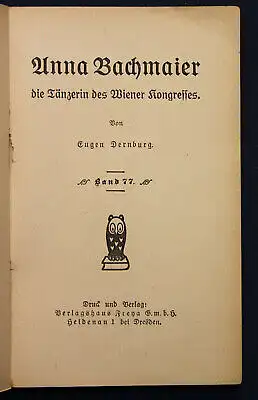 Anna Bachmaier
die Tänzerin des Wiener Kongresses.
Von
Eugen Dernburg.
Band 77.
Druck und Verlag:
Verlagshaus Freya G. m. b. H.
Heidenau 1 bei Dresden.